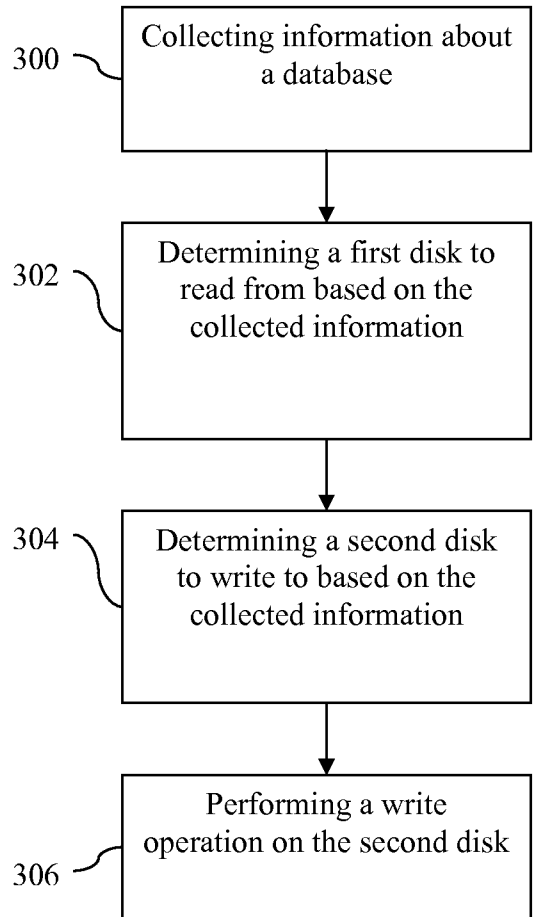 Collecting information about
300
a database
Determining a first disk to
302
read from based on the
collected information
304
Determining a second disk
to write to based on the
collected information
Performing a write
operation on the second disk
306